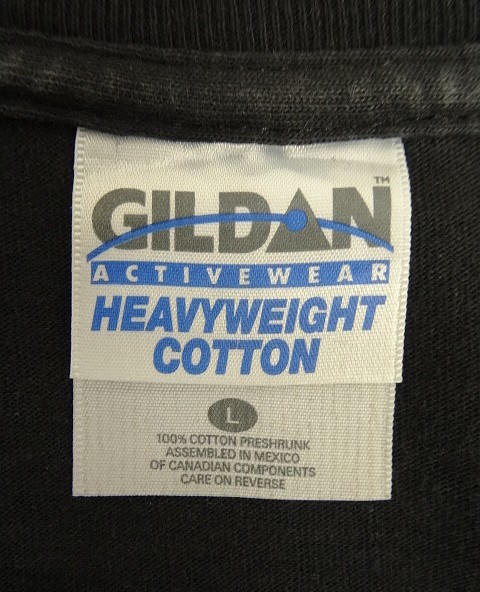 GILDAN™
ACTIVEWEAR
HEAVYWEIGHT
COTTON
L
100% COTTON PRESHRUNK
ASSEMBLED IN MEXICO
OF CANADIAN COMPONENTS
CARE ON REVERSE